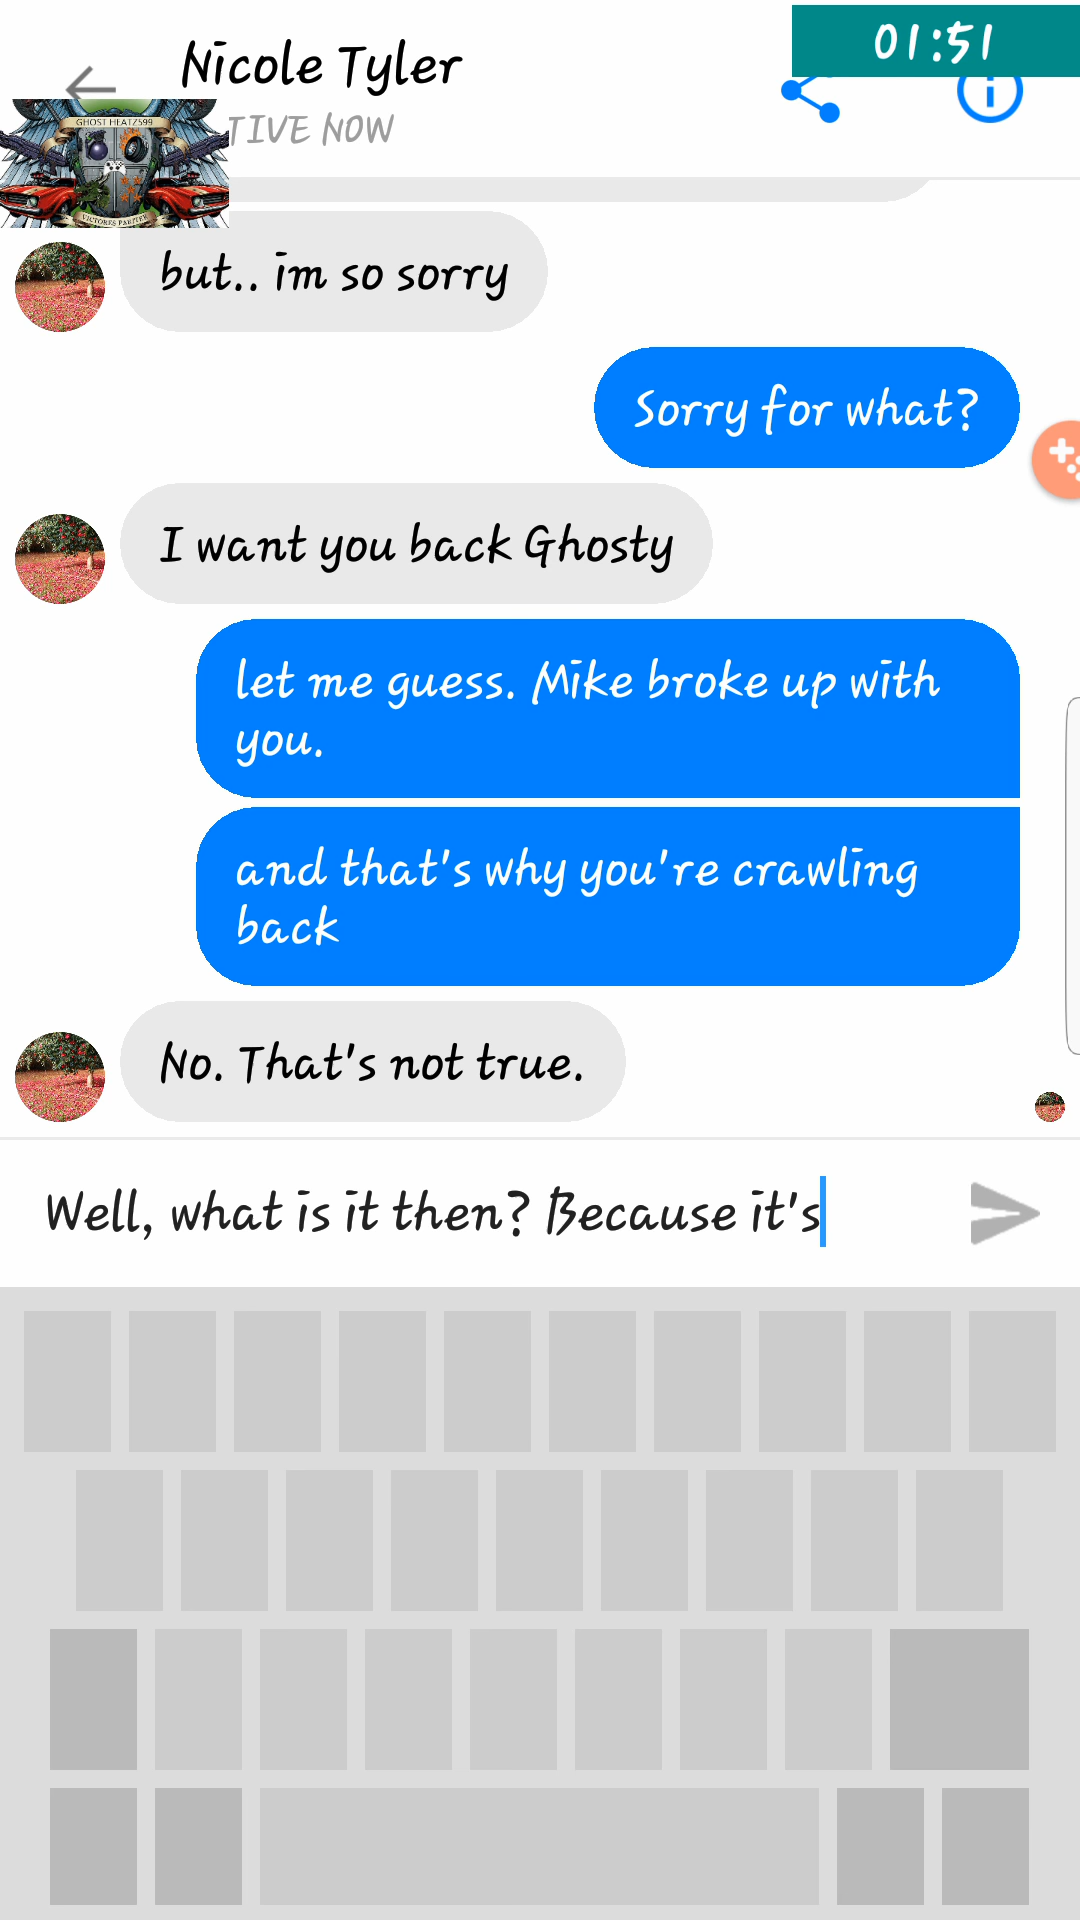 01:51
Nicole Tyler
TIVE NOW
GHOST HEATZ599
VICTORES PARITER
but.. im so sorry
Sorry for what?
I want you back Ghosty
let me guess. Mike broke up with
you.
and that's why you're crawling
back
No. That's not true.
Well, what is it then? Because it's